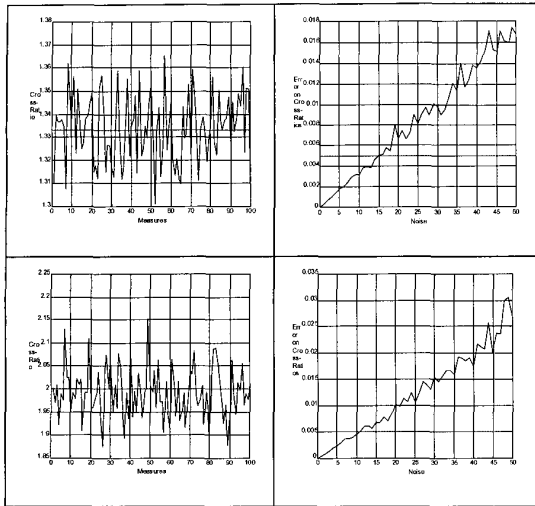 1.38
1.37
1.36
1.35
1.34
1.33
1.32
1.31
1.3
Cro
ss-
Rati
o
0 10 20 30 40 50 60 70 80 90 100
Measures
0.018
0.016
0.014
0.012
0.01
0.008
0.006
0.004
0.002
0
Err
or
on
Cro
ss-
Rati
os
0 5 10 15 20 25 30 35 40 45 50
Noise
2.25
2.2
2.15
2.1
2.05
2
1.95
1.9
1.85
Cro
ss-
Rati
o
0 10 20 30 40 50 60 70 80 90 100
Measures
0.035
0.03
0.025
0.02
0.015
0.01
0.005
0
Err
or
on
Cro
ss-
Rati
os
0 5 10 15 20 25 30 35 40 45 50
Noise